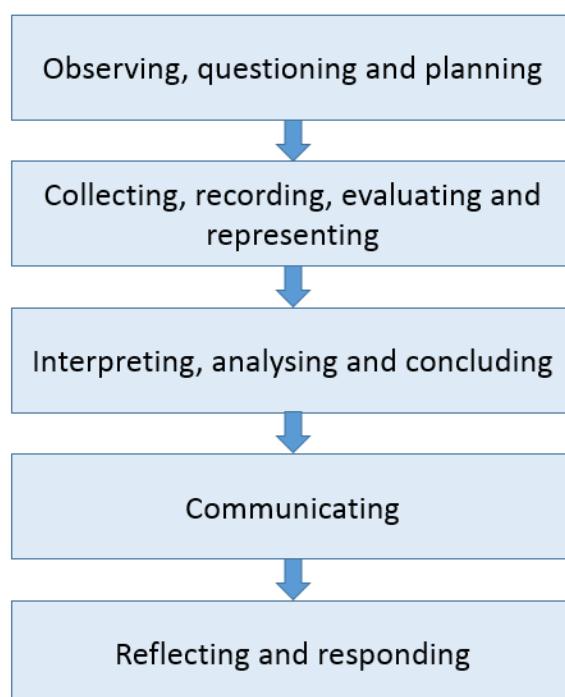 Observing, questioning and planning
Collecting, recording, evaluating and
representing
Interpreting, analysing and concluding
Communicating
Reflecting and responding